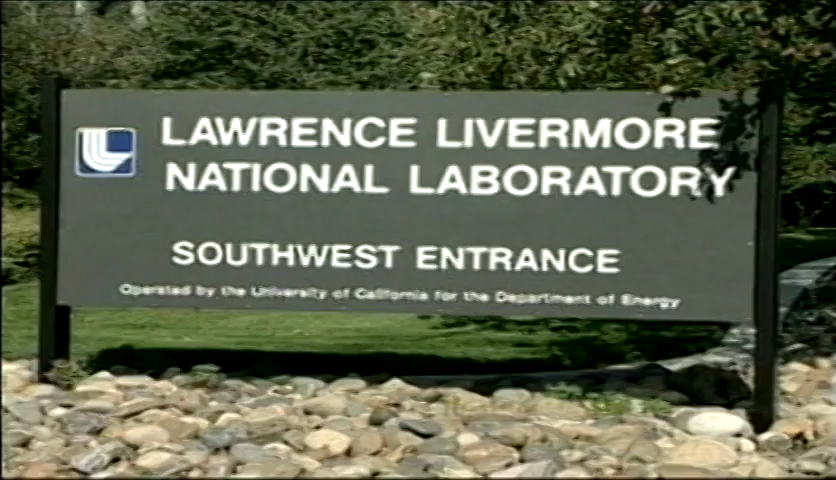 LAWRENCE LIVERMORE
NATIONAL LABORATORY
SOUTHWEST ENTRANCE
Operated by the University of California for the Department of Energy